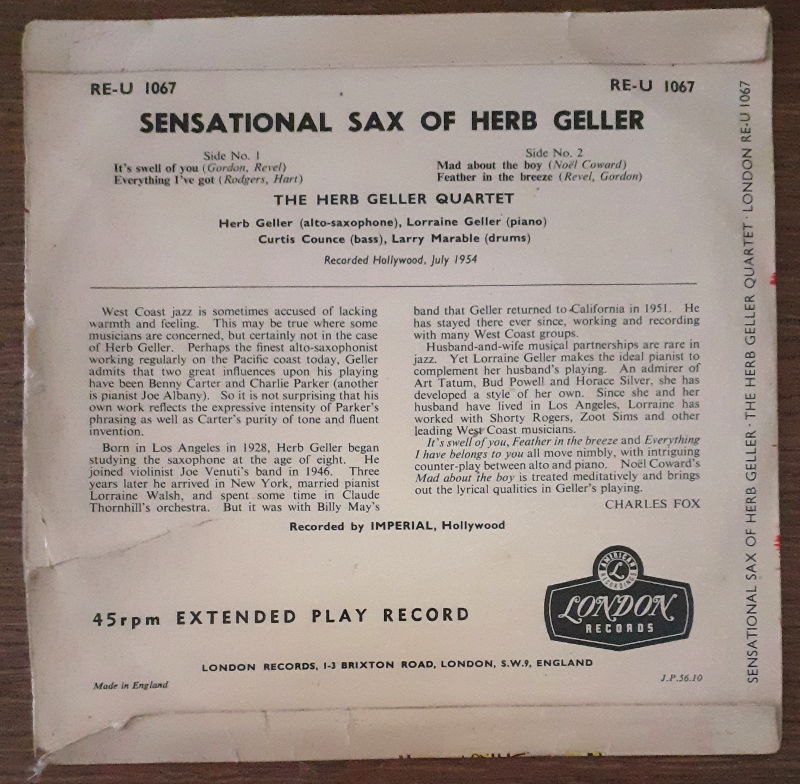 RE-U 1067
RE-U 1067
SENSATIONAL SAX OF HERB GELLER
Side No. 1
It's swell of you (Gordon, Revel)
Everything I've got (Rodgers, Hart)
Side No. 2
Mad about the boy (Noël Coward)
Feather in the breeze (Revel, Gordon)
THE HERB GELLER QUARTET
Herb Geller (alto-saxophone), Lorraine Geller (piano)
Curtis Counce (bass), Larry Marable (drums)
Recorded Hollywood, July 1954
West Coast jazz is sometimes accused of lacking
warmth and feeling. This may be true where some
musicians are concerned, but certainly not in the case
of Herb Geller. Perhaps the finest alto-saxophonist
working regularly on the Pacific coast today, Geller
admits that two great influences upon his playing
have been Benny Carter and Charlie Parker (another
is pianist Joe Albany). So it is not surprising that his
own work reflects the expressive intensity of Parker's
phrasing as well as Carter's purity of tone and fluent
invention.
Born in Los Angeles in 1928, Herb Geller began
studying the saxophone at the age of eight. He
joined violinist Joe Venuti's band in 1946. Three
years later he arrived in New York, married pianist
Lorraine Walsh, and spent some time in Claude
Thornhill's orchestra. But it was with Billy May's
band that Geller returned to California in 1951. He
has stayed there ever since, working and recording
with many West Coast groups.
Husband-and-wife musical partnerships are rare in
jazz. Yet Lorraine Geller makes the ideal pianist to
complement her husband's playing. An admirer of
Art Tatum, Bud Powell and Horace Silver, she has
developed a style of her own. Since she and her
husband have lived in Los Angeles, Lorraine has
worked with Shorty Rogers, Zoot Sims and other
leading West Coast musicians.
It's swell of you, Feather in the breeze and Everything
I have belongs to you all move nimbly, with intriguing
counter-play between alto and piano. Noël Coward's
Mad about the boy is treated meditatively and brings
out the lyrical qualities in Geller's playing.
CHARLES FOX
Recorded by IMPERIAL, Hollywood
45rpm EXTENDED PLAY RECORD
AMERICAN
L
RECORDINGS
LONDON
RECORDS
LONDON RECORDS, 1-3 BRIXTON ROAD, LONDON, S.W.9, ENGLAND
Made in England
J.P.56.10
SENSATIONAL SAX OF HERB GELLER · THE HERB GELLER QUARTET · LONDON RE-U 1067